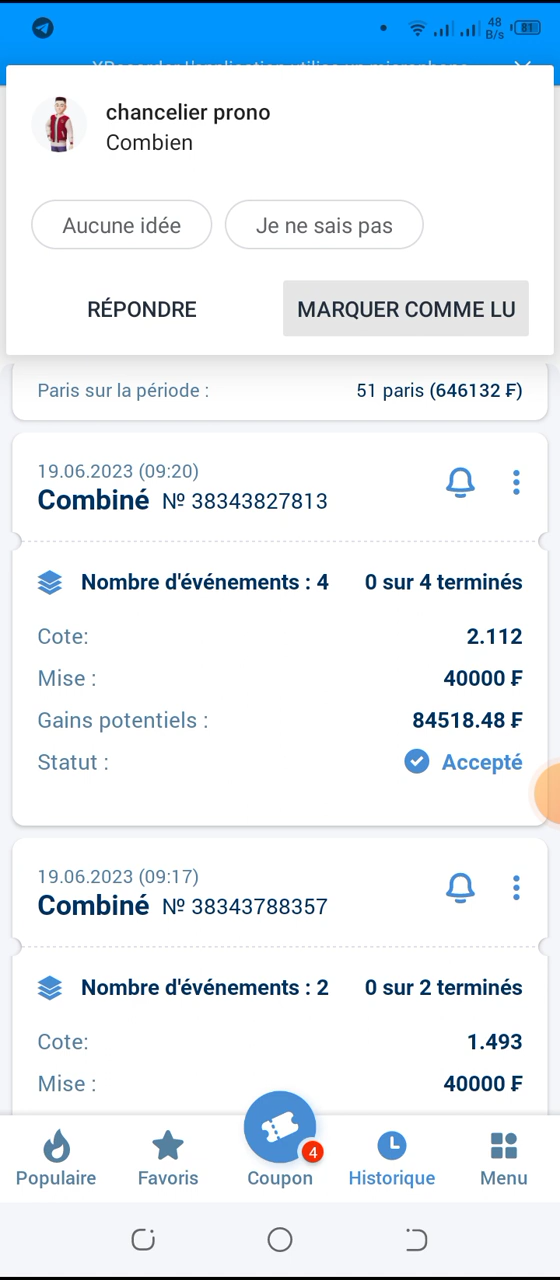 48
B/s
81
chancelier prono
Combien
Aucune idée
Je ne sais pas
RÉPONDRE
MARQUER COMME LU
Paris sur la période :
51 paris (646132 ₣)
19.06.2023 (09:20)
Combiné № 38343827813
Nombre d'événements : 4
0 sur 4 terminés
Cote:
2.112
Mise :
40000 ₣
Gains potentiels :
84518.48 ₣
Statut :
Accepté
19.06.2023 (09:17)
Combiné № 38343788357
Nombre d'événements : 2
0 sur 2 terminés
Cote:
1.493
Mise :
40000 ₣
4
Populaire
Favoris
Coupon
Historique
Menu